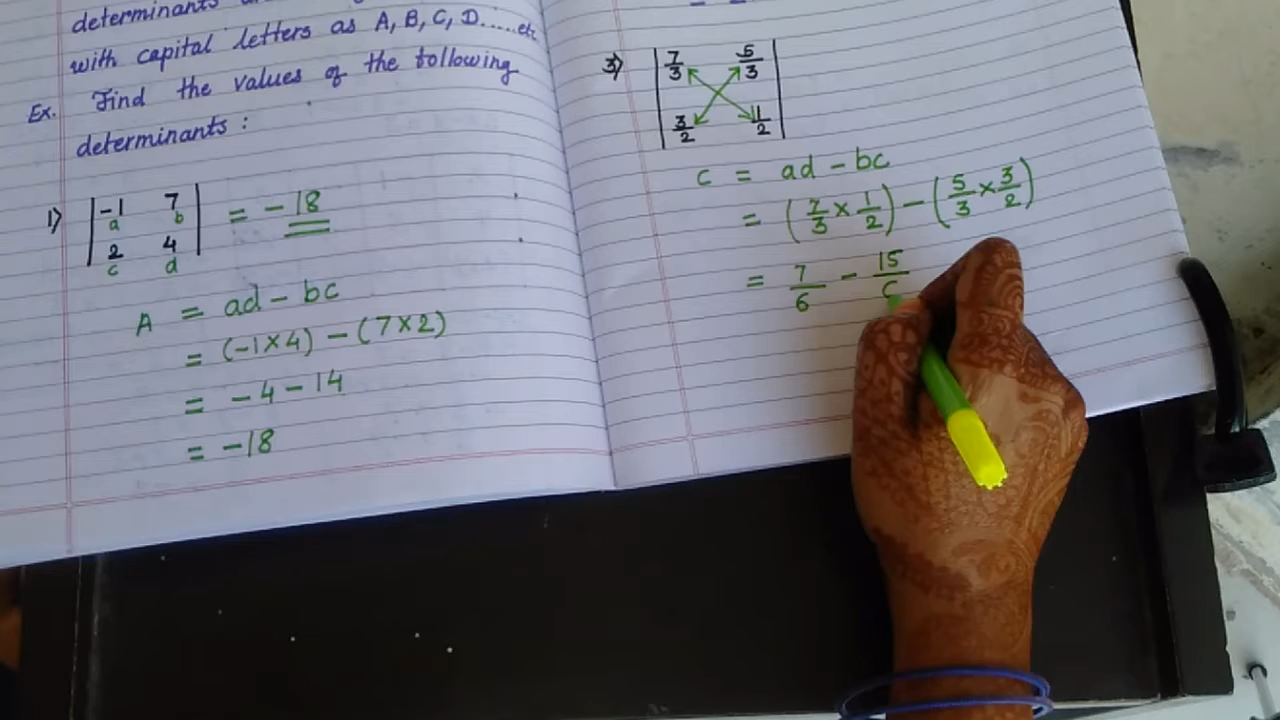 determinants
with capital letters as A, B, C, D.....etc
Ex. Find the values of the following
determinants :
1) | -1 7 | = -18
a b
| 2 4 |
c d
A = ad - bc
= (-1 × 4) - (7 × 2)
= - 4 - 14
= -18
3) | 7/3 5/3 |
| 3/2 1/2 |
C = ad - bc
= (7/3 × 1/2) - (5/3 × 3/2)
= 7/6 - 15/